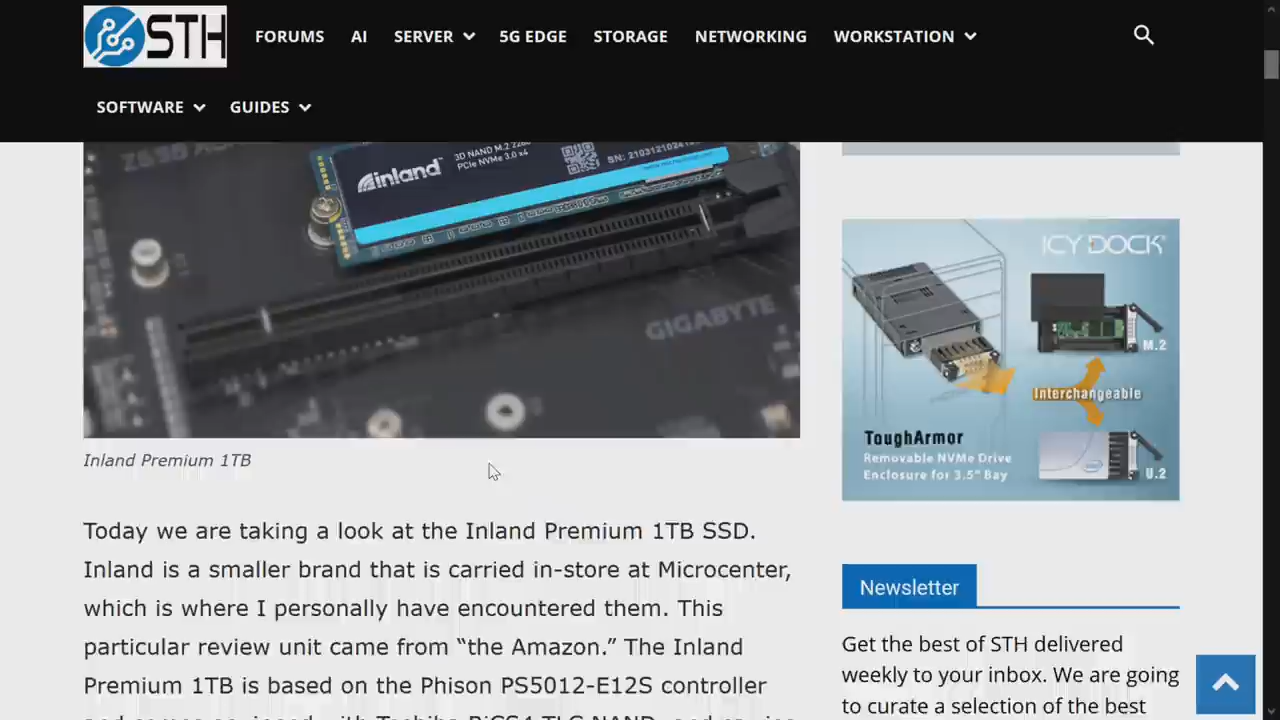 STH
FORUMS AI SERVER 5G EDGE STORAGE NETWORKING WORKSTATION
SOFTWARE GUIDES
inland
3D NAND M.2 2280
PCIe NVMe 3.0 x4
GIGABYTE
Inland Premium 1TB
Today we are taking a look at the Inland Premium 1TB SSD.
Inland is a smaller brand that is carried in-store at Microcenter,
which is where I personally have encountered them. This
particular review unit came from “the Amazon.” The Inland
Premium 1TB is based on the Phison PS5012-E12S controller
ICY DOCK
M.2
Interchangeable
ToughArmor
Removable NVMe Drive
Enclosure for 3.5" Bay
U.2
Newsletter
Get the best of STH delivered
weekly to your inbox. We are going
to curate a selection of the best